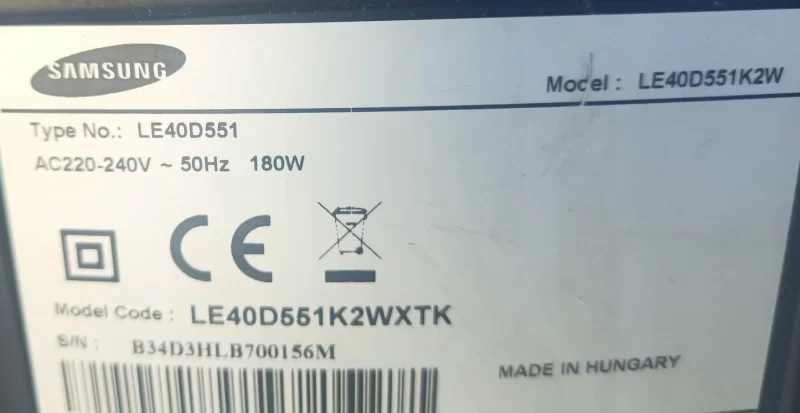 SAMSUNG
Model : LE40D551K2W
Type No.: LE40D551
AC220-240V ~ 50Hz 180W
CE
Model Code : LE40D551K2WXTK
S/N : B34D3HLB700156M
MADE IN HUNGARY